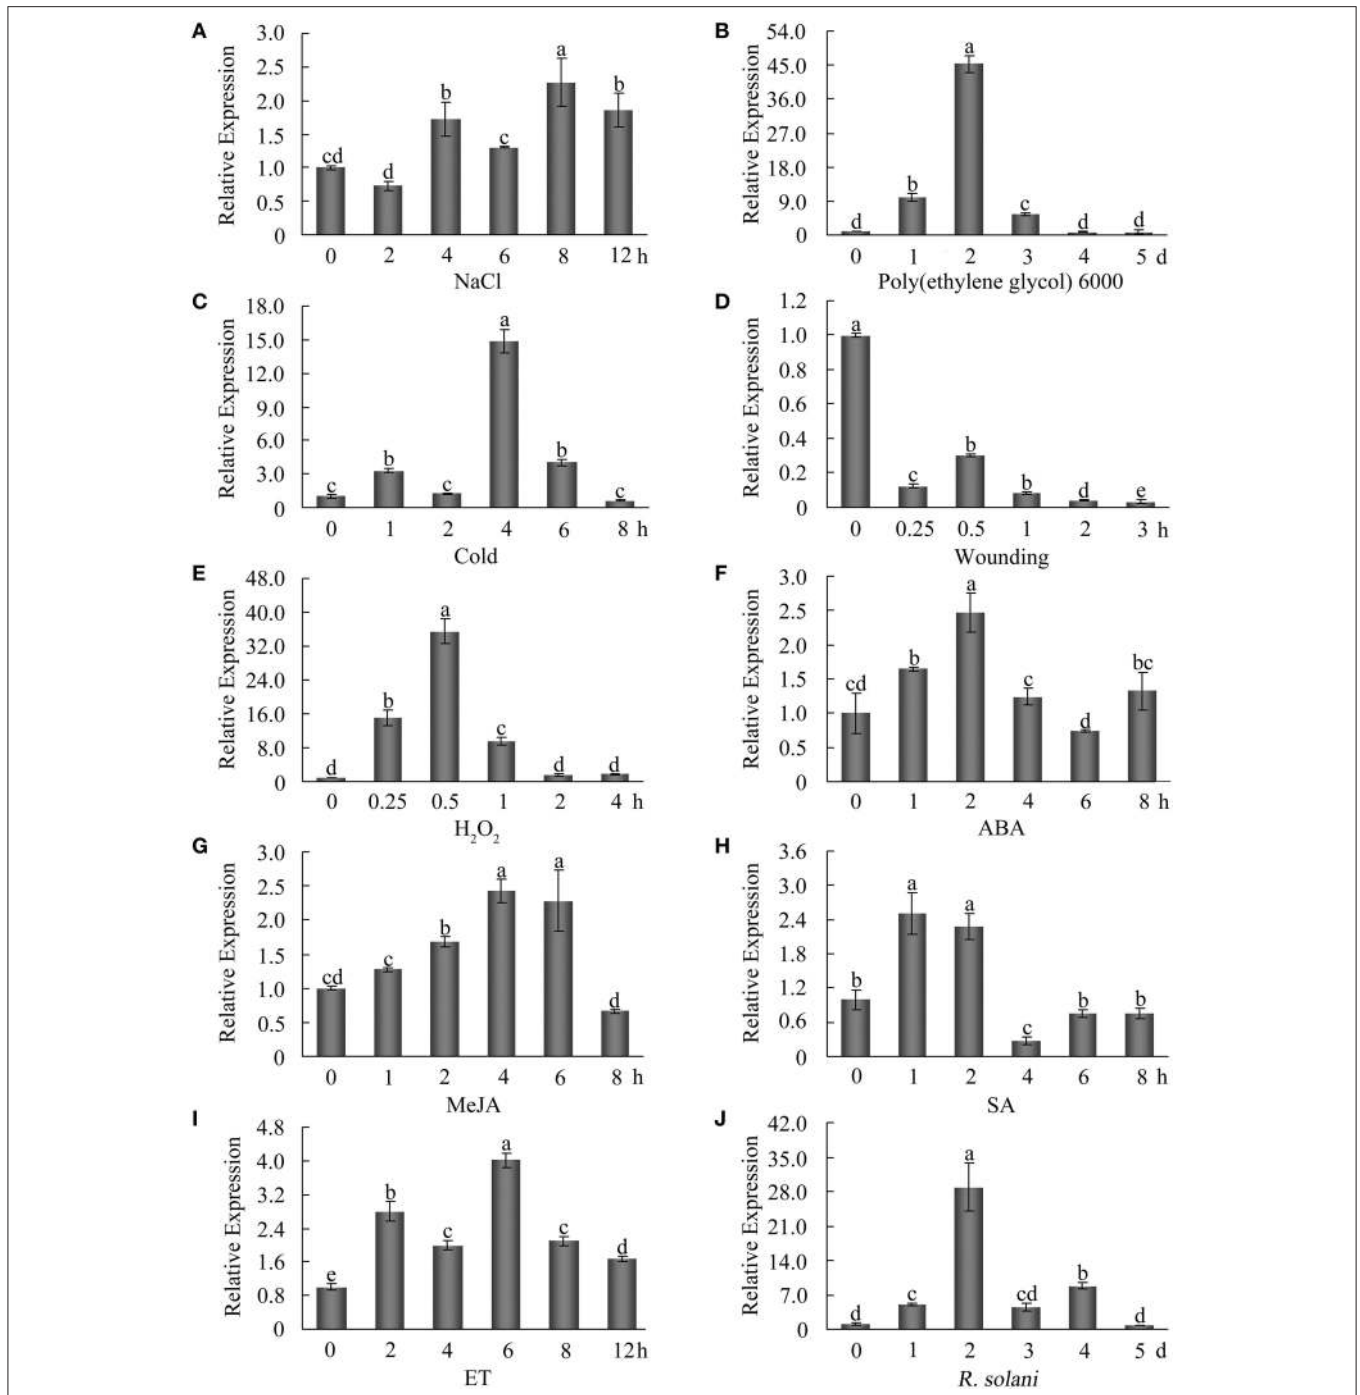 A
Relative Expression
3.0
2.5
2.0
1.5
1.0
0.5
0
cd d b c a b
0 2 4 6 8 12 h
NaCl
B
Relative Expression
54.0
45.0
36.0
27.0
18.0
9.0
0
d b a c d d
0 1 2 3 4 5 d
Poly(ethylene glycol) 6000
C
Relative Expression
18.0
15.0
12.0
9.0
6.0
3.0
0
c b c a b c
0 1 2 4 6 8 h
Cold
D
Relative Expression
1.2
1.0
0.8
0.6
0.4
0.2
0
a b b b d e
0 0.25 0.5 1 2 3 h
Wounding
E
Relative Expression
48.0
40.0
32.0
24.0
16.0
8.0
0
d b a c d d
0 0.25 0.5 1 2 4 h
H₂O₂
F
Relative Expression
3.0
2.5
2.0
1.5
1.0
0.5
0
cd b a c d bc
0 1 2 4 6 8 h
ABA
G
Relative Expression
3.0
2.5
2.0
1.5
1.0
0.5
0
cd c b a a d
0 1 2 4 6 8 h
MeJA
H
Relative Expression
3.6
3.0
2.4
1.8
1.2
0.6
0
b a a c b b
0 1 2 4 6 8 h
SA
I
Relative Expression
4.8
4.0
3.2
2.4
1.6
0.8
0
e b c a c d
0 2 4 6 8 12 h
ET
J
Relative Expression
42.0
35.0
28.0
21.0
14.0
7.0
0
d c a cd b d
0 1 2 3 4 5 d
R. solani